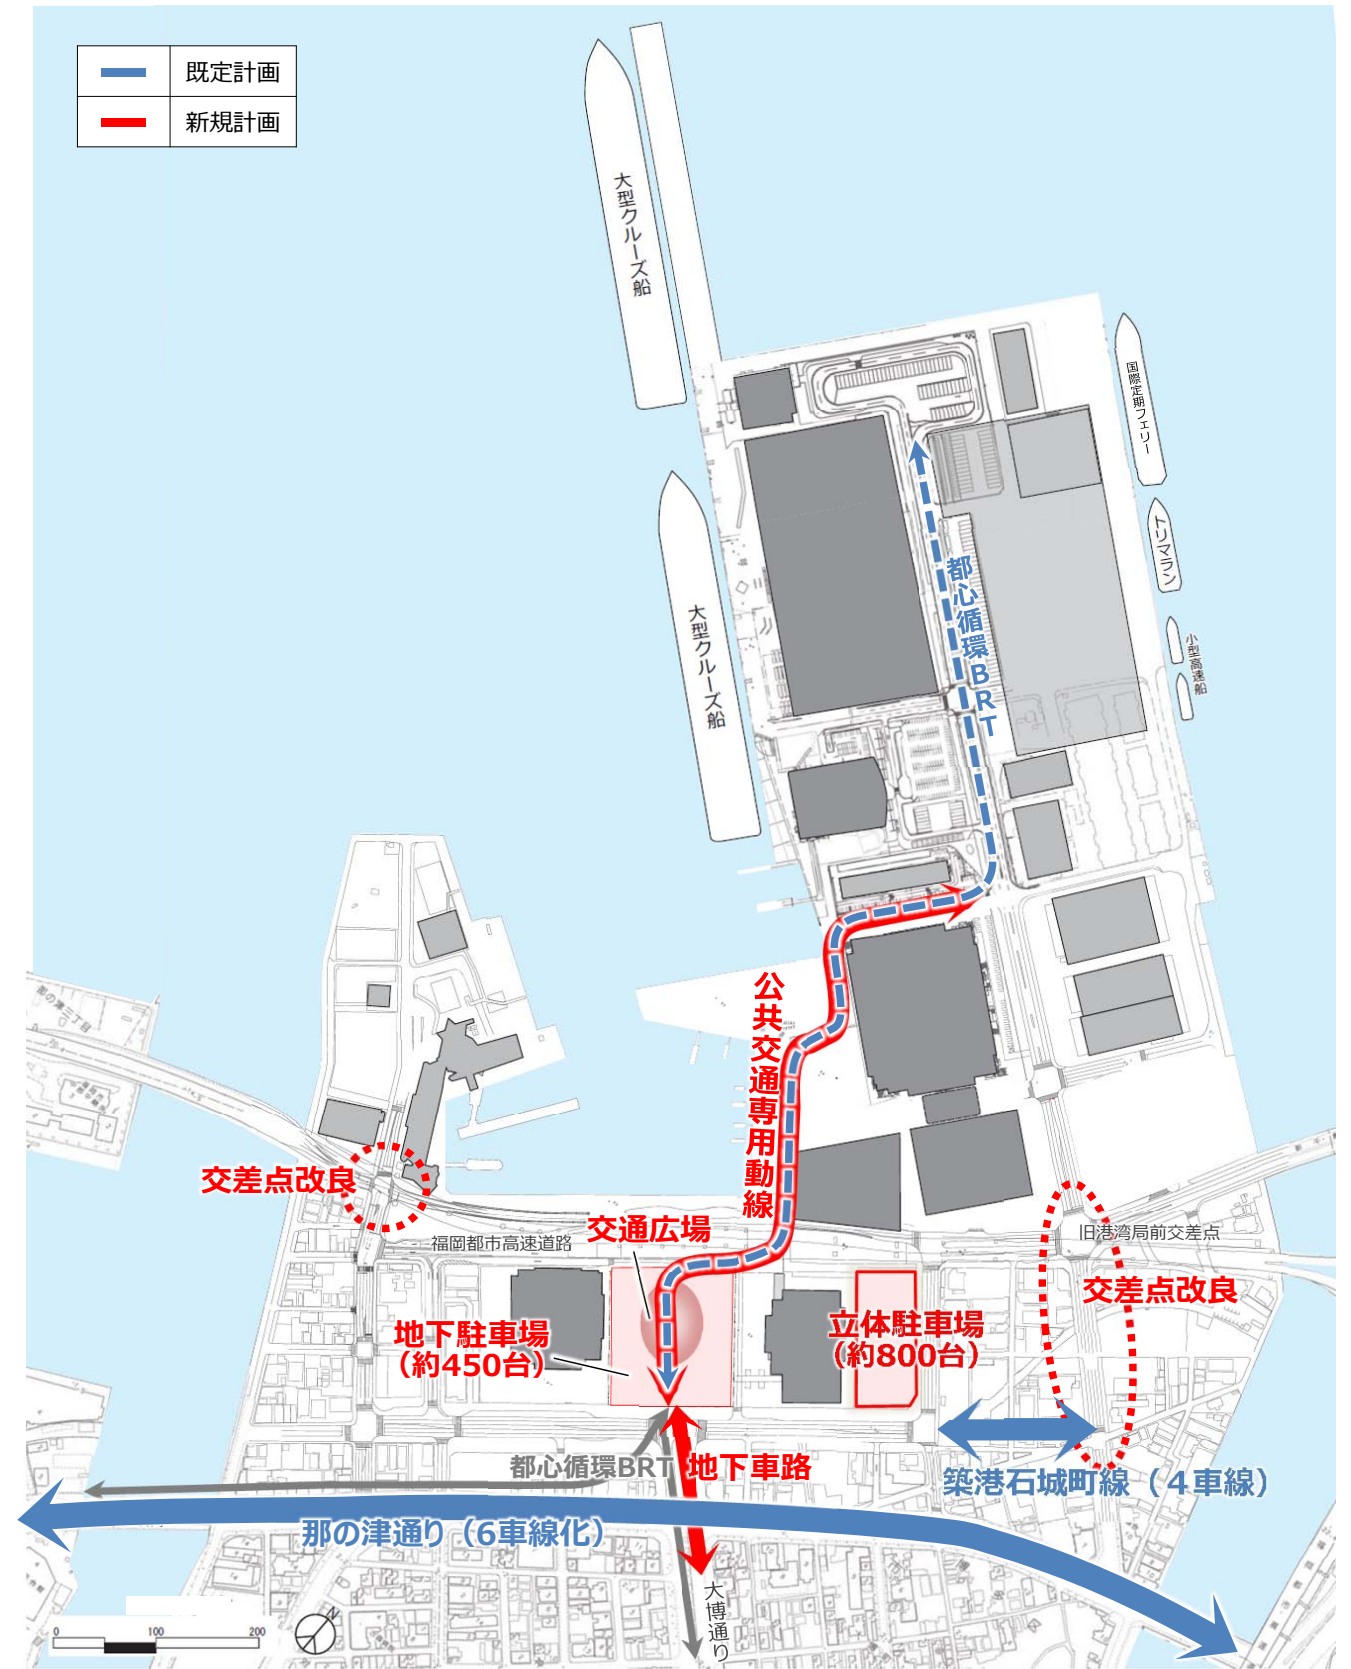 既定計画
新規計画
大型クルーズ船
国際定期フェリー
トリマラン
大型クルーズ船
都心循環BRT
小型高速船
公共交通専用動線
那の津二丁目
交差点改良
交通広場
福岡都市高速道路
旧港湾局前交差点
交差点改良
地下駐車場
（約450台）
立体駐車場
（約800台）
都心循環BRT
地下車路
築港石城町線（４車線）
那の津通り（6車線化）
大博通り
0 100 200
N